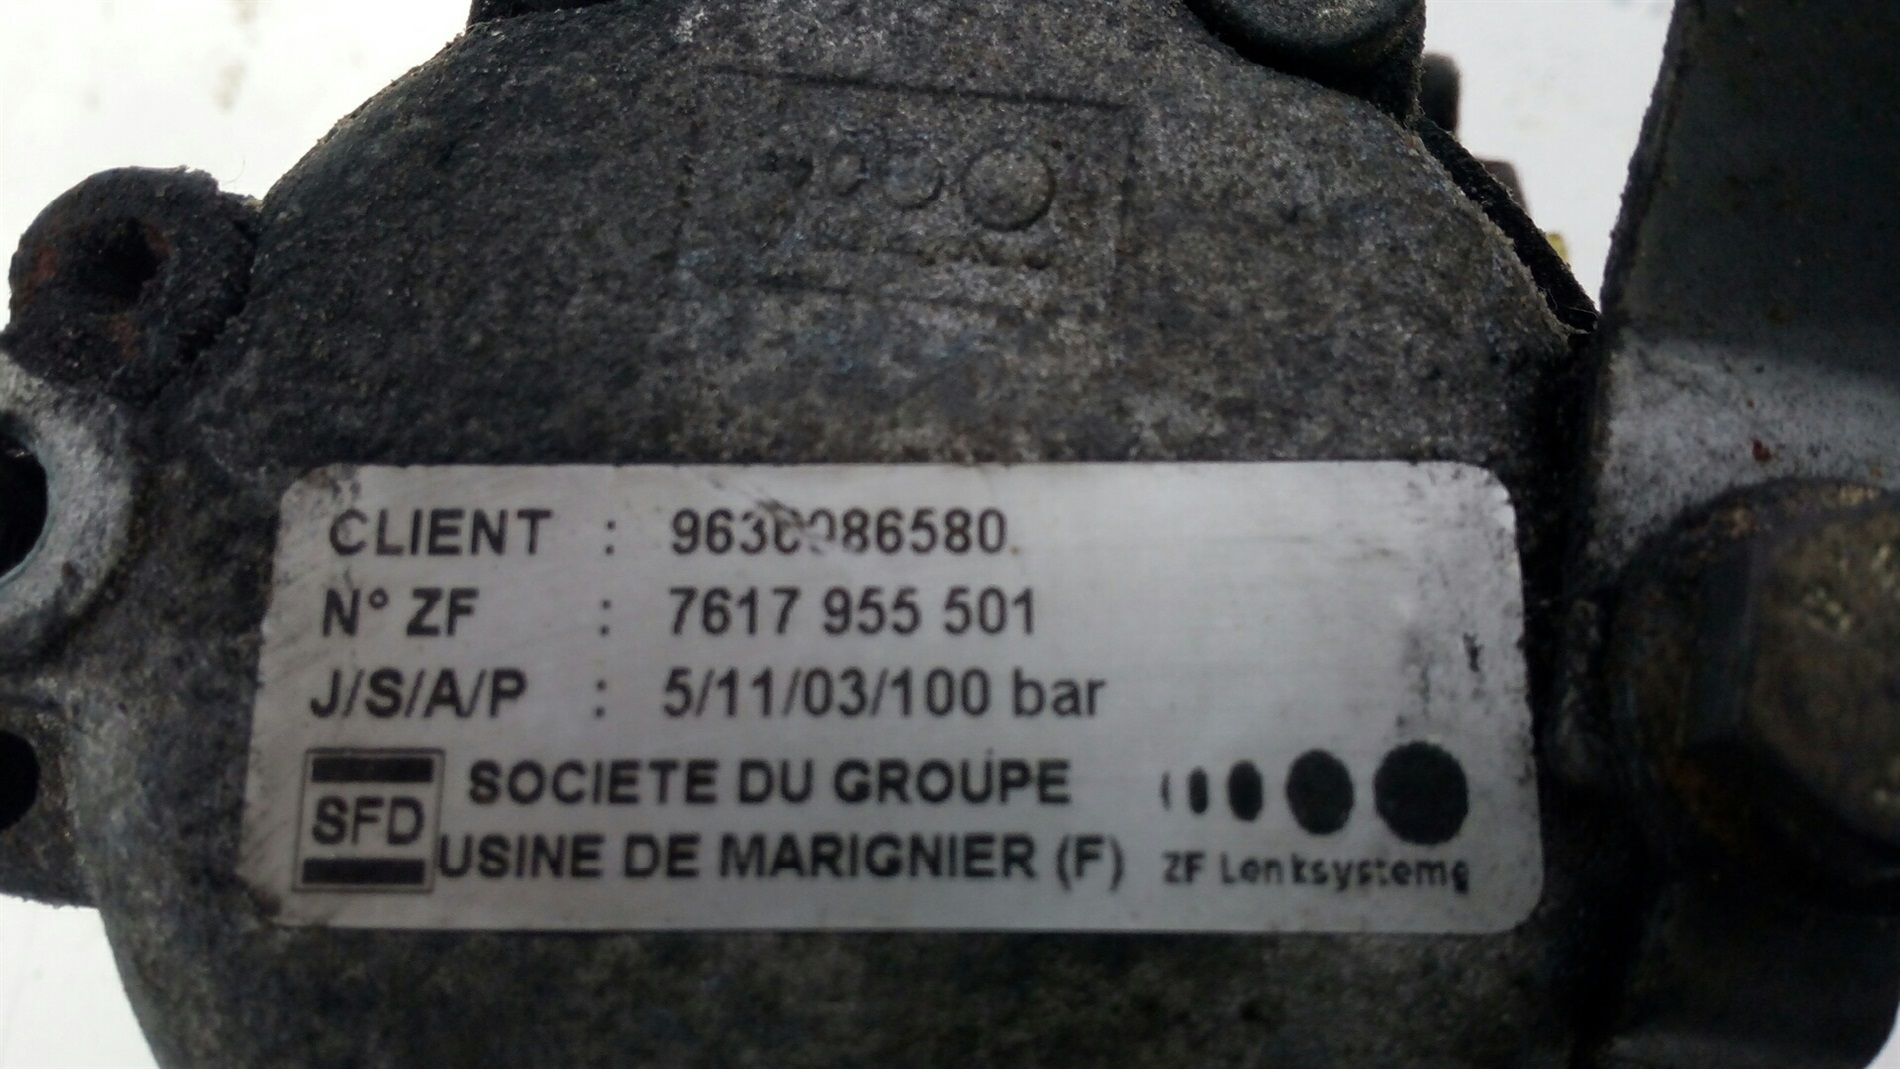 CLIENT :
N° ZF : 7617 955 501
J/S/A/P : 5/11/03/100 bar
SFD
SOCIETE DU GROUPE
USINE DE MARIGNIER (F)
ZF Lenksysteme